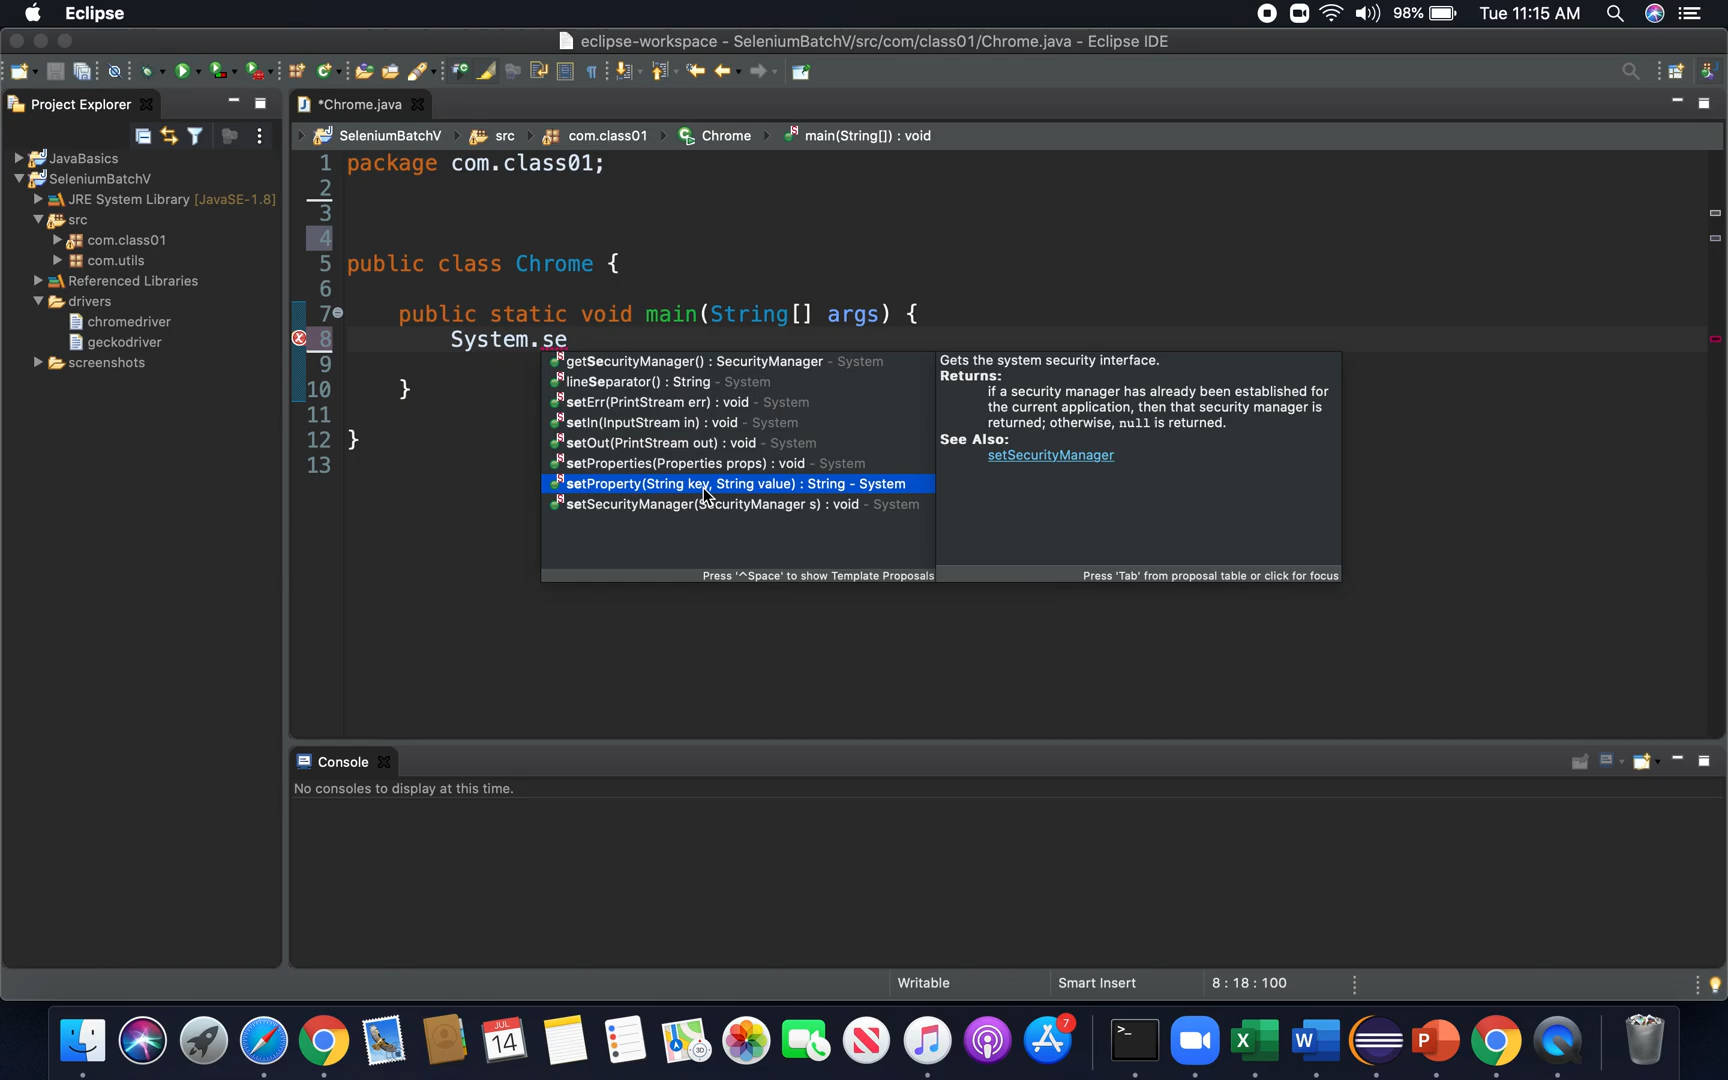 Eclipse
98%
Tue 11:15 AM
eclipse-workspace - SeleniumBatchV/src/com/class01/Chrome.java - Eclipse IDE
Project Explorer
*Chrome.java
SeleniumBatchV
src
com.class01
Chrome
main(String[]) : void
JavaBasics
SeleniumBatchV
JRE System Library [JavaSE-1.8]
src
com.class01
com.utils
Referenced Libraries
drivers
chromedriver
geckodriver
screenshots
1 package com.class01;
2
3
4
5 public class Chrome {
6
7 public static void main(String[] args) {
8 System.se
9
10 }
11
12 }
13
getSecurityManager() : SecurityManager - System
lineSeparator() : String - System
setErr(PrintStream err) : void - System
setIn(InputStream in) : void - System
setOut(PrintStream out) : void - System
setProperties(Properties props) : void - System
setProperty(String key, String value) : String - System
setSecurityManager(SecurityManager s) : void - System
Press '^Space' to show Template Proposals
Gets the system security interface.
Returns:
if a security manager has already been established for
the current application, then that security manager is
returned; otherwise, null is returned.
See Also:
setSecurityManager
Press 'Tab' from proposal table or click for focus
Console
No consoles to display at this time.
Writable
Smart Insert
8 : 18 : 100
JUL
14
3D
7
>_
X
W
P